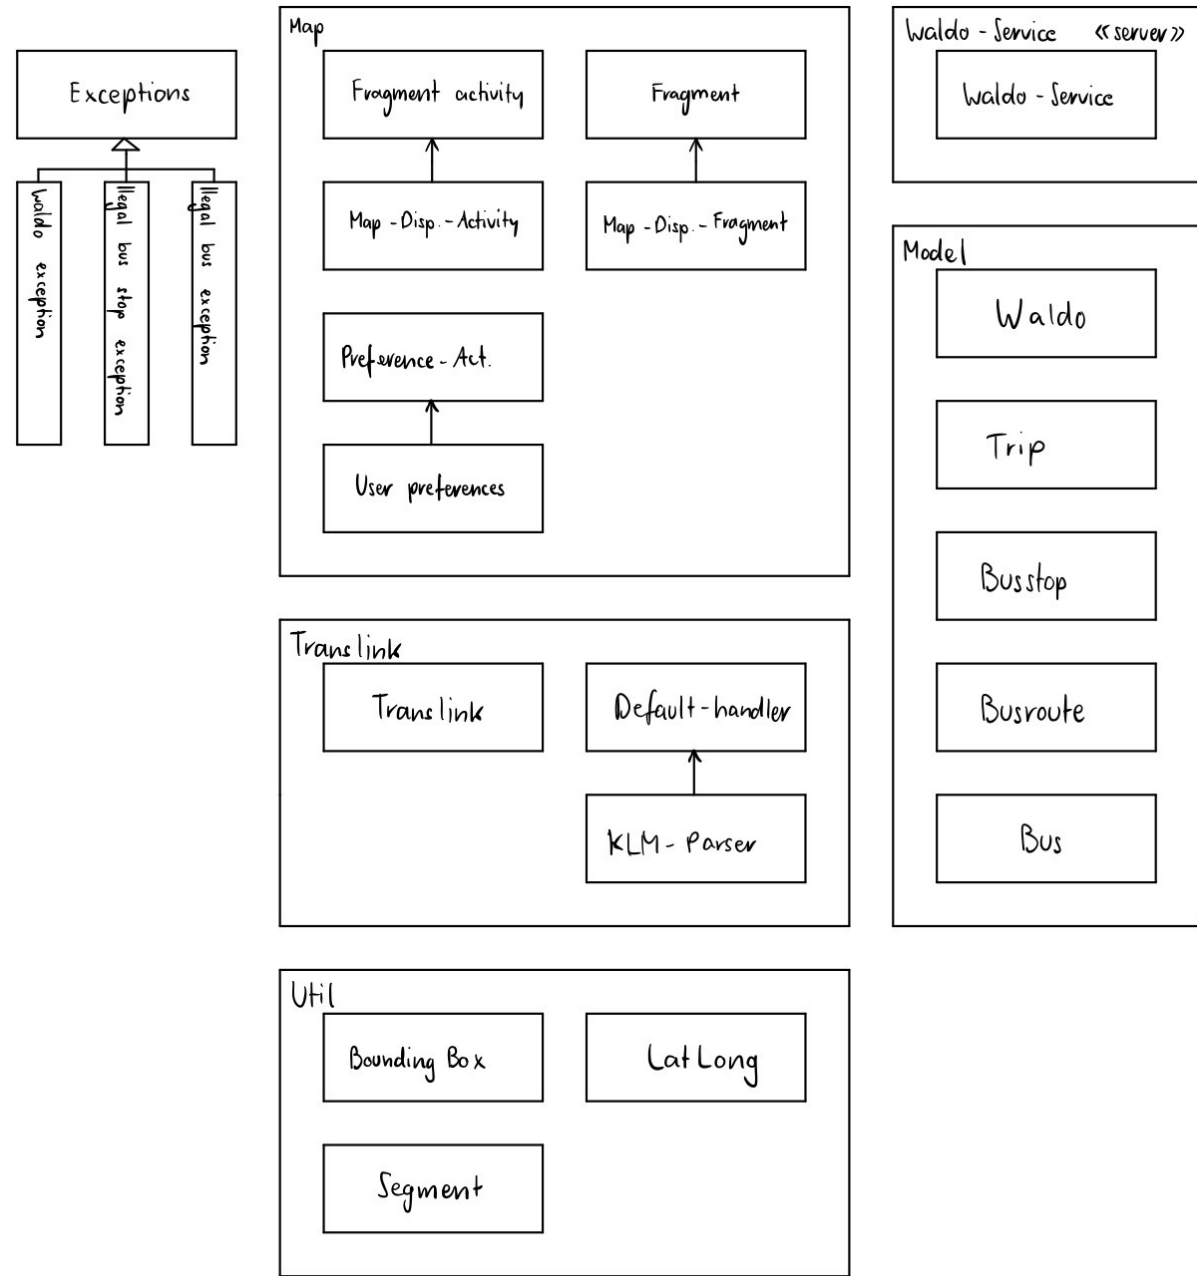 Exceptions
Waldo exception
Illegal bus stop exception
Illegal bus exception
Map
Fragment activity
Fragment
Map-Disp.-Activity
Map-Disp.-Fragment
Preference-Act.
User preferences
Translink
Translink
Default-handler
KLM-Parser
Util
Bounding Box
LatLong
Segment
Waldo-Service «server»
Waldo-Service
Model
Waldo
Trip
Busstop
Busroute
Bus